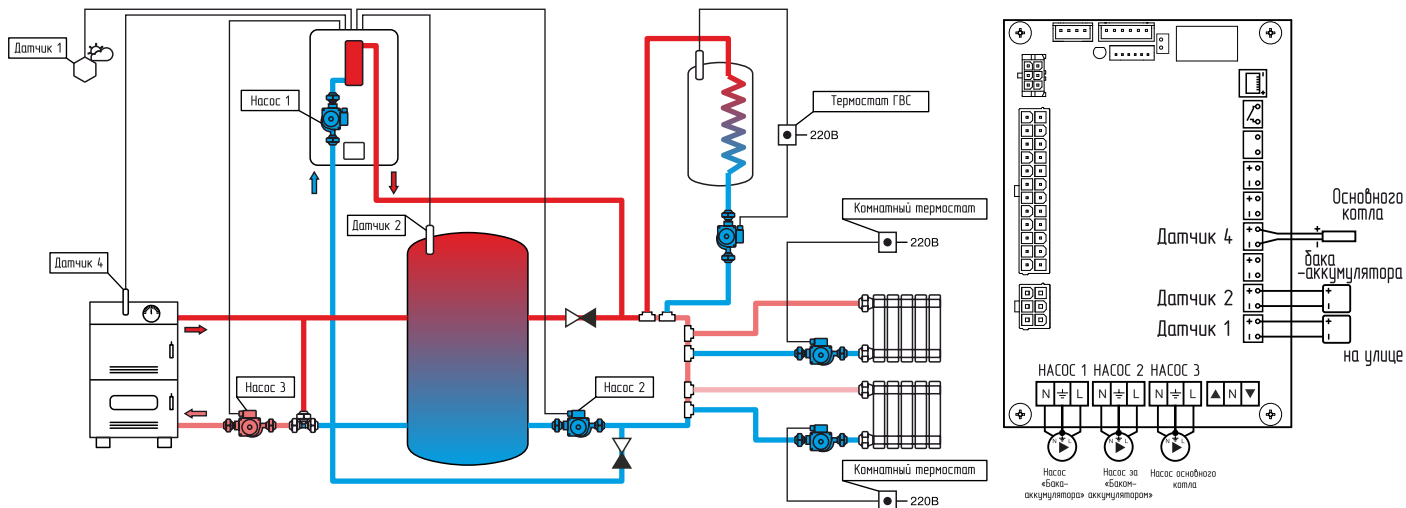 Датчик 1
Насос 1
Термостат ГВС
220В
Датчик 2
Комнатный термостат
220В
Датчик 4
Насос 3
Насос 2
Комнатный термостат
220В
Основного
котла
Датчик 4
+
-
бака
-аккумулятора
Датчик 2
+
-
Датчик 1
+
-
на улице
НАСОС 1 НАСОС 2 НАСОС 3
N L N L N L N
N L N L N L
Насос
«Бака-
аккумулятора»
Насос за
«Баком-
аккумулятором»
Насос основного
котла